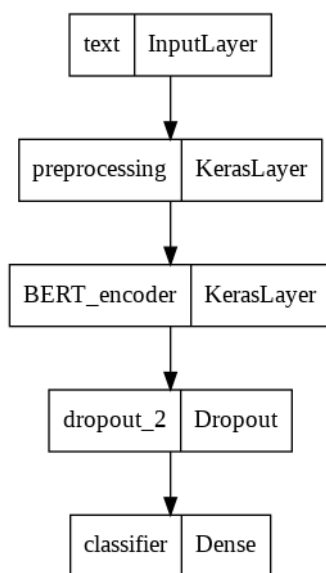 text InputLayer
preprocessing KerasLayer
BERT_encoder KerasLayer
dropout_2 Dropout
classifier Dense